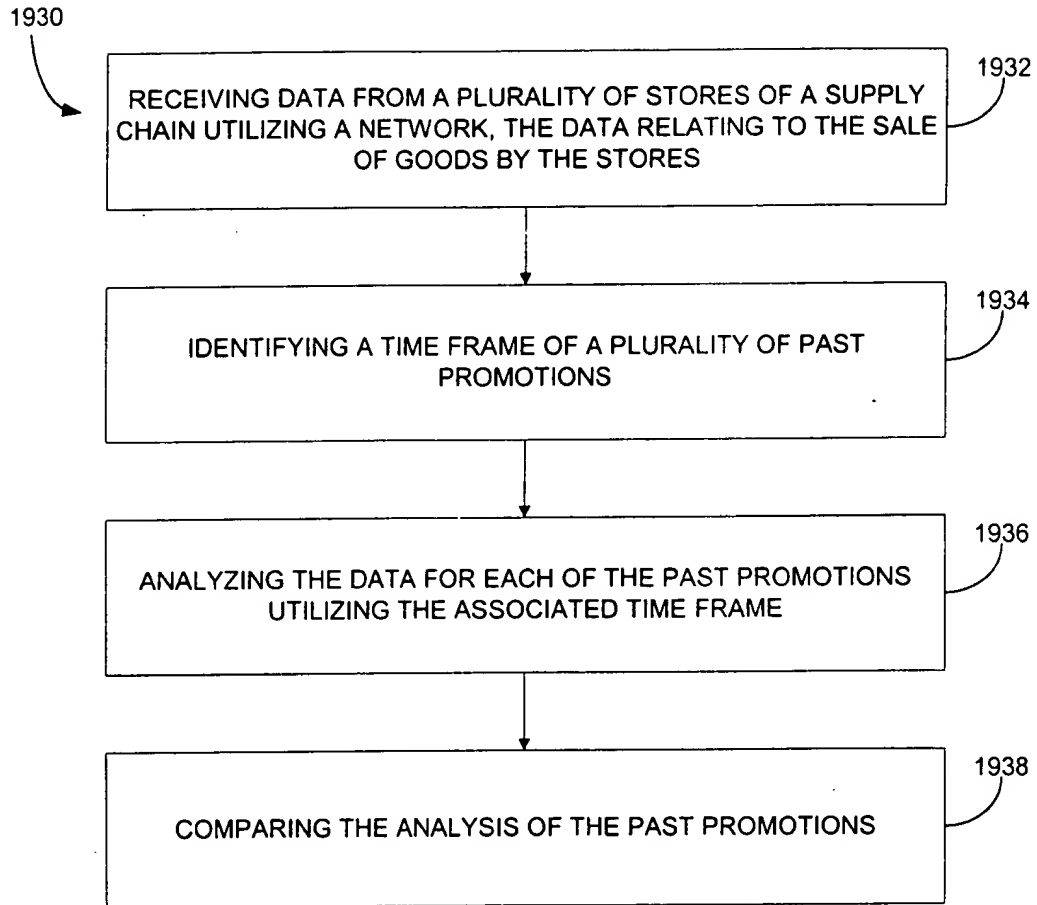 1930
1932
RECEIVING DATA FROM A PLURALITY OF STORES OF A SUPPLY
CHAIN UTILIZING A NETWORK, THE DATA RELATING TO THE SALE
OF GOODS BY THE STORES
1934
IDENTIFYING A TIME FRAME OF A PLURALITY OF PAST
PROMOTIONS
1936
ANALYZING THE DATA FOR EACH OF THE PAST PROMOTIONS
UTILIZING THE ASSOCIATED TIME FRAME
1938
COMPARING THE ANALYSIS OF THE PAST PROMOTIONS